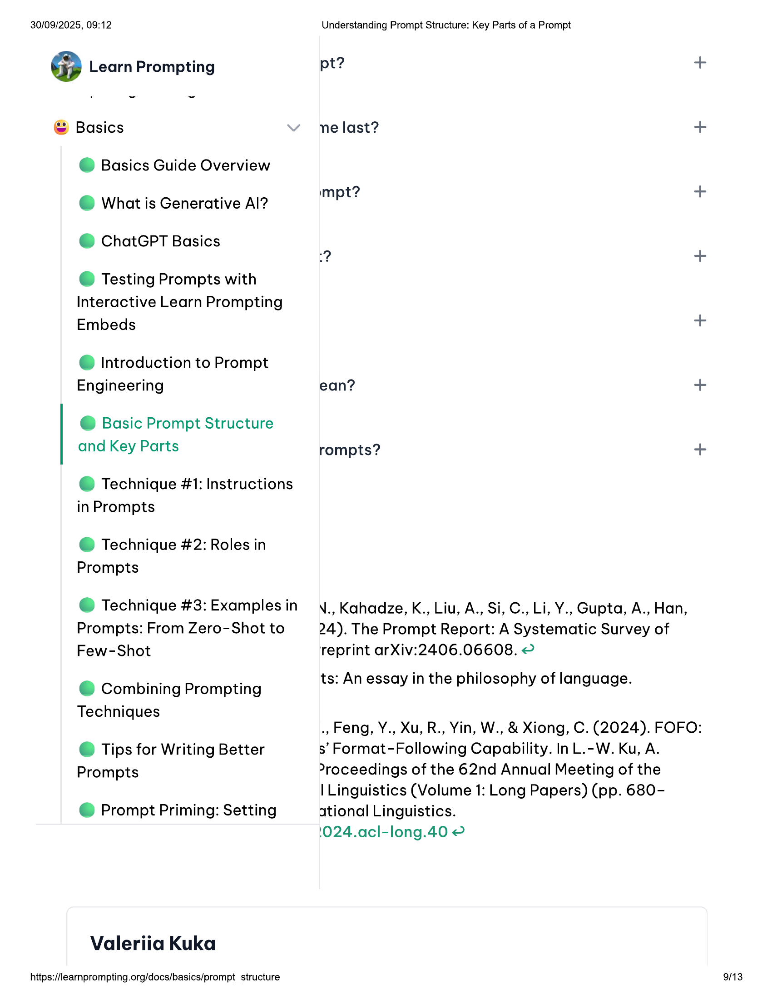 30/09/2025, 09:12
Understanding Prompt Structure: Key Parts of a Prompt
Learn Prompting
Basics
Basics Guide Overview
What is Generative AI?
ChatGPT Basics
Testing Prompts with
Interactive Learn Prompting
Embeds
Introduction to Prompt
Engineering
Basic Prompt Structure
and Key Parts
Technique #1: Instructions
in Prompts
Technique #2: Roles in
Prompts
Technique #3: Examples in
Prompts: From Zero-Shot to
Few-Shot
Combining Prompting
Techniques
Tips for Writing Better
Prompts
Prompt Priming: Setting
pt?
me last?
ompt?
t?
ean?
rompts?
N., Kahadze, K., Liu, A., Si, C., Li, Y., Gupta, A., Han,
24). The Prompt Report: A Systematic Survey of
reprint arXiv:2406.06608. ↩
ts: An essay in the philosophy of language.
., Feng, Y., Xu, R., Yin, W., & Xiong, C. (2024). FOFO:
s’ Format-Following Capability. In L.-W. Ku, A.
Proceedings of the 62nd Annual Meeting of the
l Linguistics (Volume 1: Long Papers) (pp. 680–
ational Linguistics.
2024.acl-long.40 ↩
Valeriia Kuka
https://learnprompting.org/docs/basics/prompt_structure
9/13